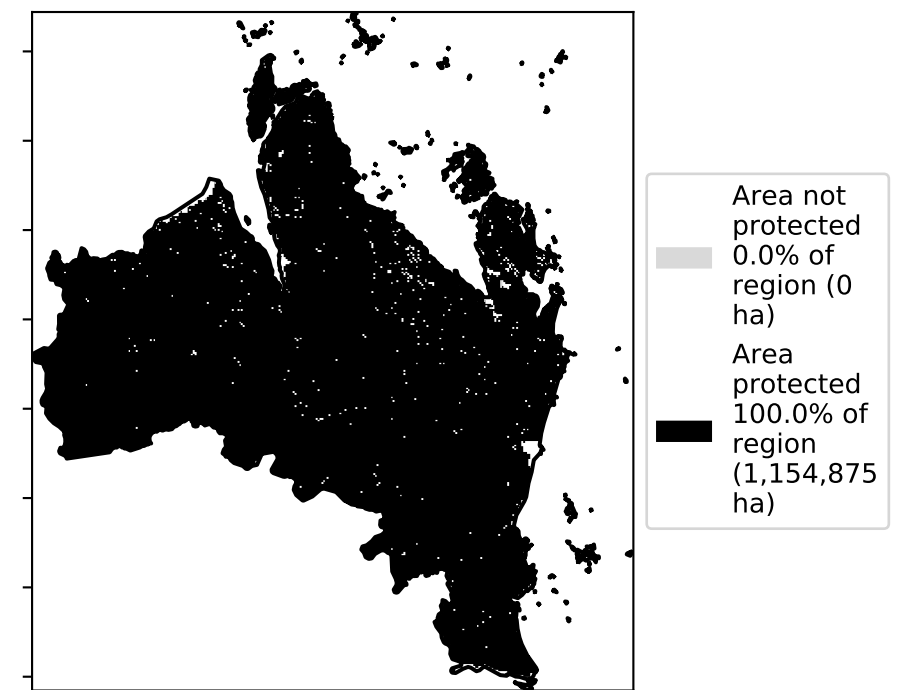 Area not
protected
0.0% of
region (0
ha)
Area
protected
100.0% of
region
(1,154,875
ha)